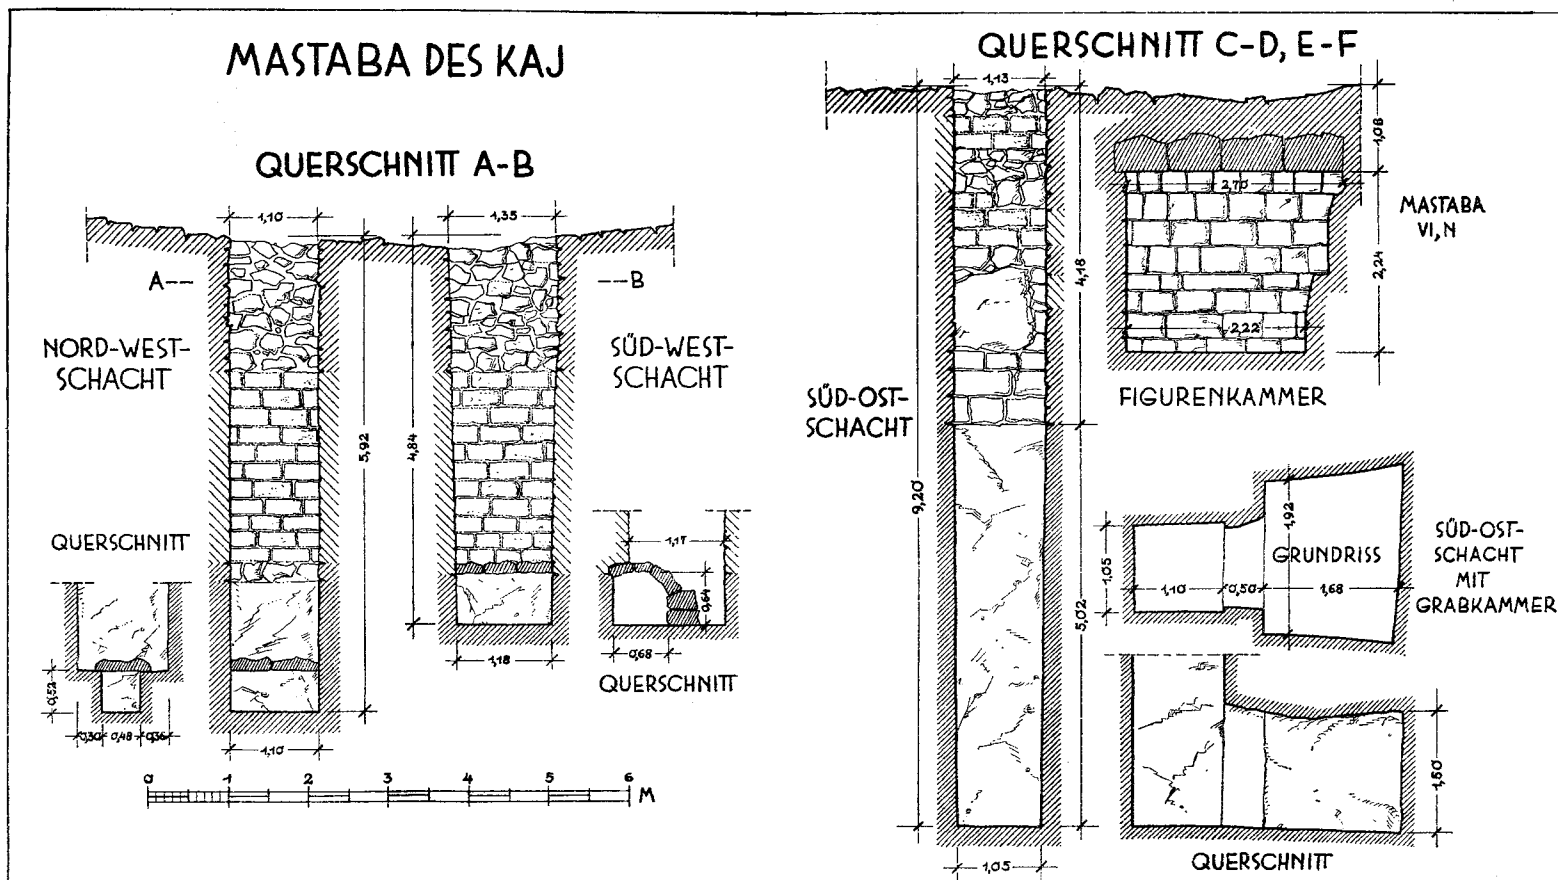 MASTABA DES KAJ
QUERSCHNITT A-B
1,10
1,35
A--
--B
NORD-WEST-
SCHACHT
SÜD-WEST-
SCHACHT
5,92
4,84
QUERSCHNITT
1,17
0,64
0,68
QUERSCHNITT
1,18
0,52
0,30
0,48
0,36
1,10
0 1 2 3 4 5 6 M
QUERSCHNITT C-D, E-F
1,13
1,08
2,70
MASTABA
VI, N
2,24
4,18
2,22
FIGURENKAMMER
SÜD-OST-
SCHACHT
9,20
5,02
1,05
1,92
GRUNDRISS
1,05
1,10
0,50
1,68
SÜD-OST-
SCHACHT
MIT
GRABKAMMER
QUERSCHNITT
1,05